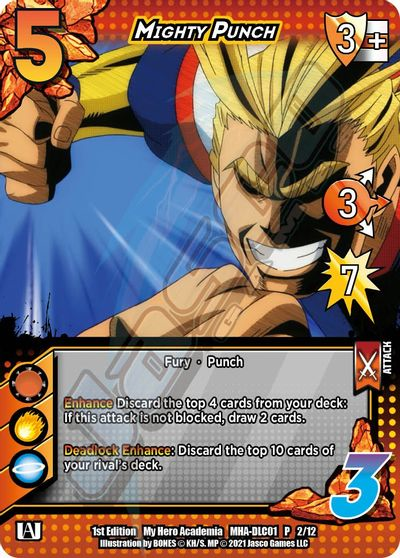 5
MIGHTY PUNCH
3 +
3
7
ATTACK
Fury • Punch
Enhance Discard the top 4 cards from your deck:
If this attack is not blocked, draw 2 cards.
Deadlock Enhance: Discard the top 10 cards of
your rival's deck.
3
1st Edition My Hero Academia MHA-DLC01 P 2/12
Illustration by BONES © KH/S. MP © 2021 Jasco Games LLC